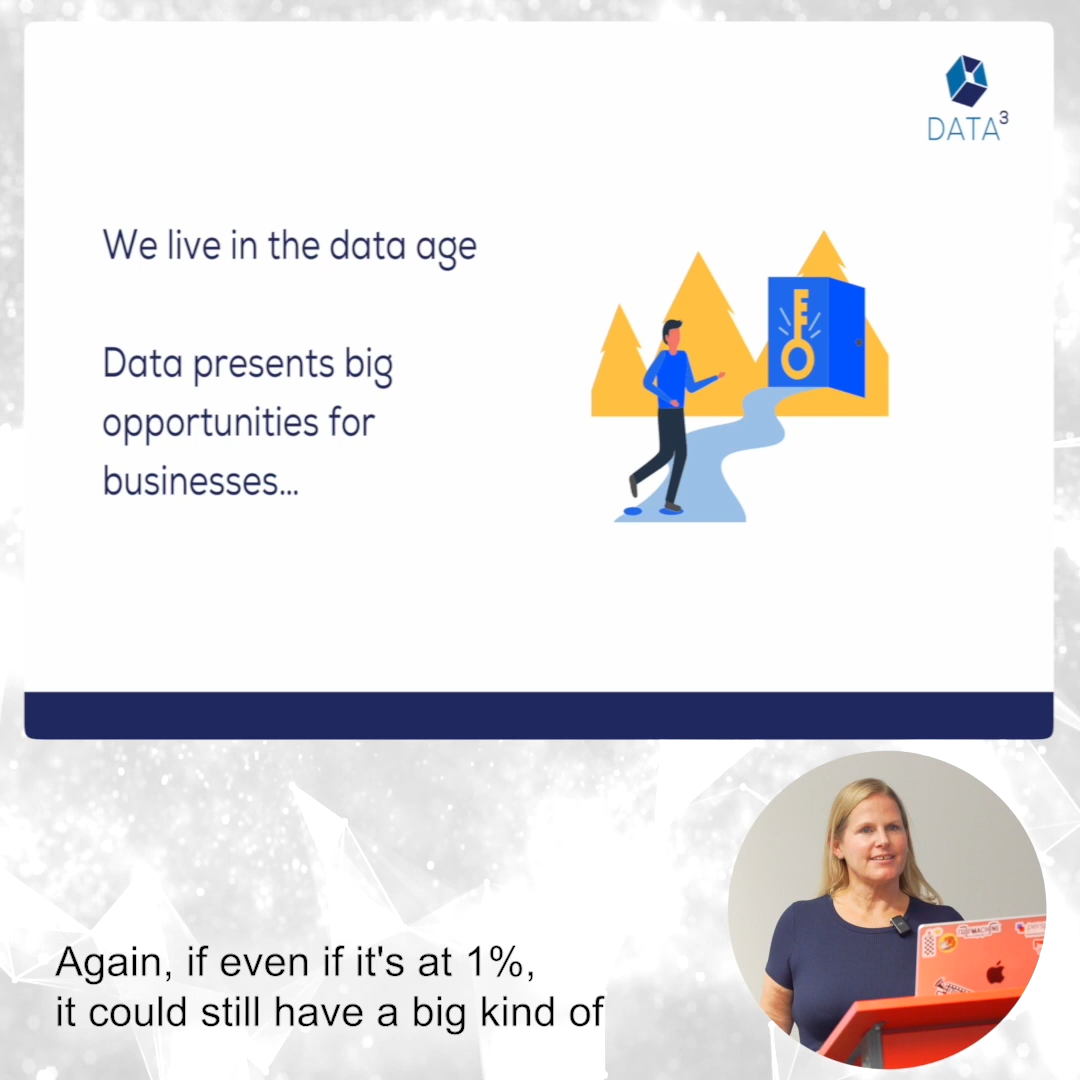 DATA³
We live in the data age
Data presents big
opportunities for
businesses...
Again, if even if it's at 1%,
it could still have a big kind of